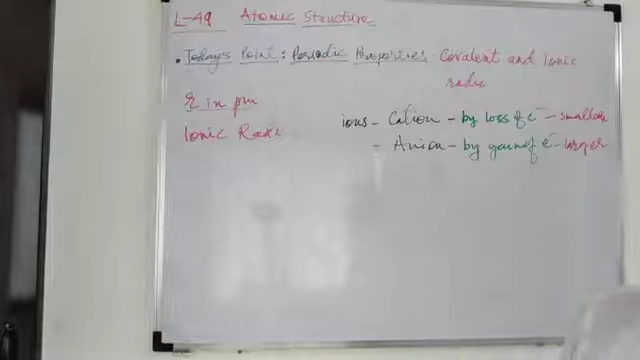 L-49 Atomic Structure
• Today's Point: Periodic Properties - Covalent and Ionic
radii
r in pm
Ionic Radii
ions - Cation - by loss of e⁻ - smaller
- Anion - by gain of e⁻ - larger